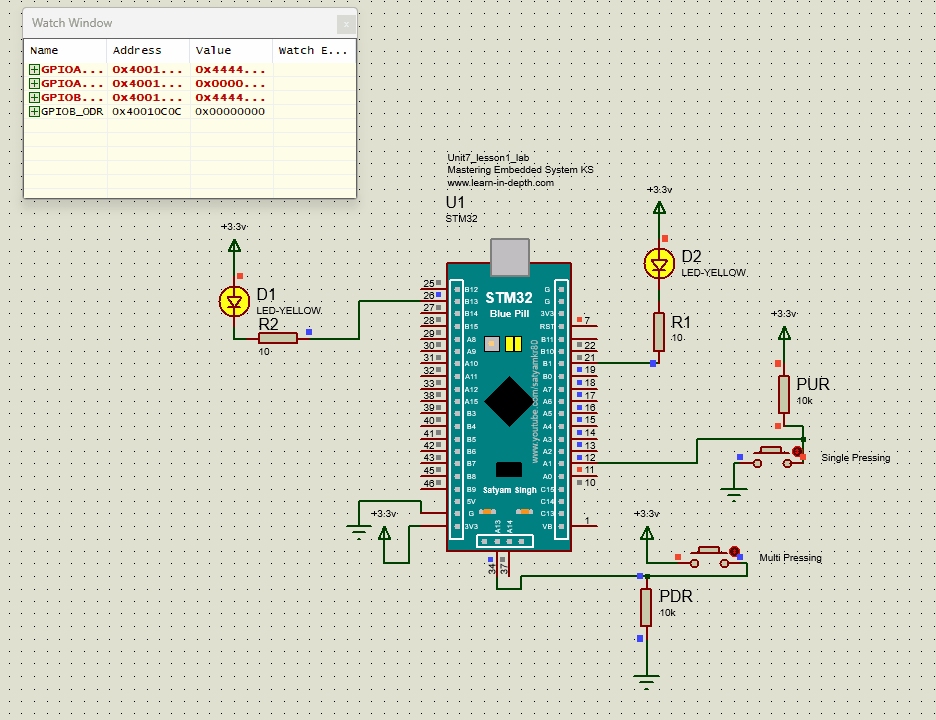 Watch Window
Name Address Value Watch E...
GPIOA... 0x4001... 0x4444...
GPIOA... 0x4001... 0x0000...
GPIOB... 0x4001... 0x4444...
GPIOB_ODR 0x40010C0C 0x00000000
Unit7_lesson1_lab
Mastering Embedded System KS
www.learn-in-depth.com
U1
STM32
+3.3v
D1
LED-YELLOW
R2
10
+3.3v
D2
LED-YELLOW
R1
10
+3.3v
PUR
10k
Single Pressing
+3.3v
+3.3v
Multi Pressing
PDR
10k
STM32
Blue Pill
www.youtube.com/satyamkr80
Satyam Singh
25 B12
26 B13
27 B14
28 B15
29 A8
30 A9
31 A10
32 A11
33 A12
38 A15
39 B3
40 B4
41 B5
42 B6
43 B7
45 B8
46 B9
5V
G
3V3
G
G
3V3
RST 7
B11
B10 22
B1 21
B0 19
A7 18
A6 17
A5 16
A4 15
A3 14
A2 13
A1 12
A0 11
C15 10
C14
C13
VB 1
A13 A14
34 37